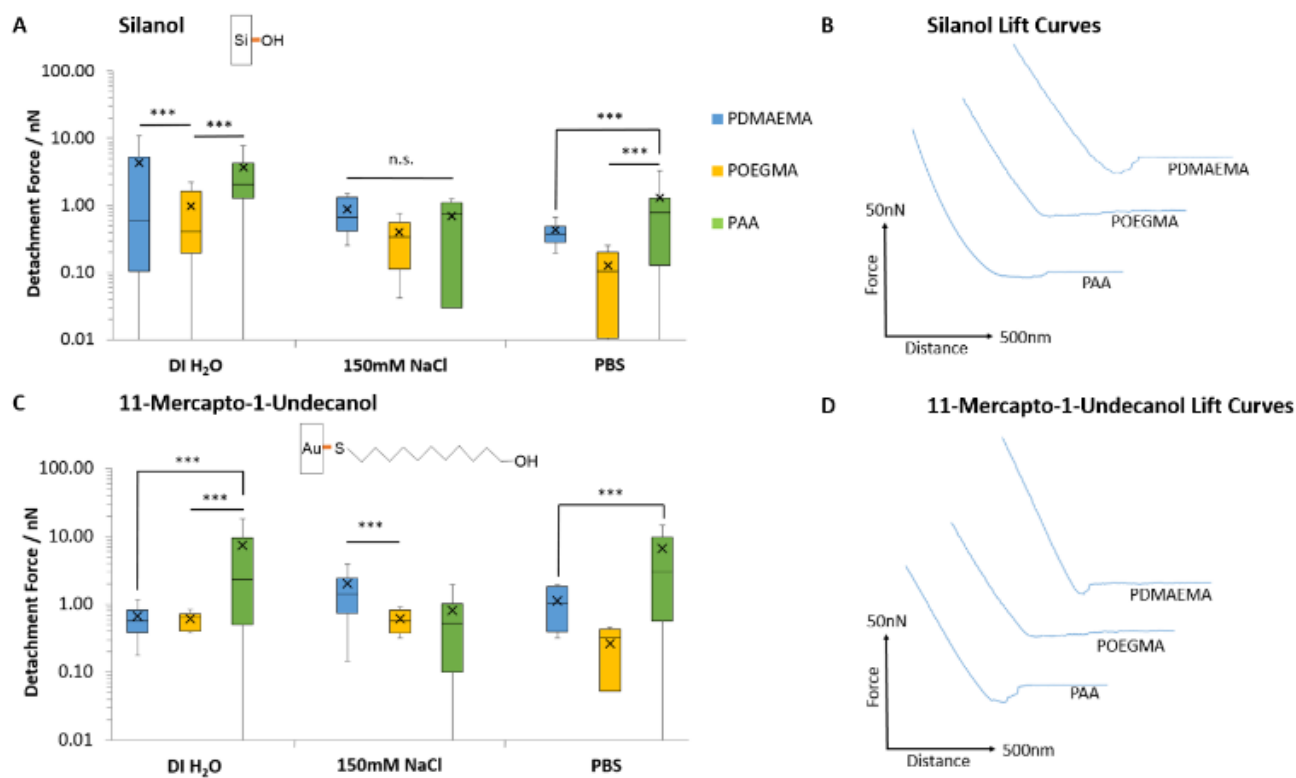 A Silanol
Si-OH
100.00
10.00
1.00
0.10
0.01
Detachment Force / nN
*** ***
n.s.
***
***
DI H₂O 150mM NaCl PBS
PDMAEMA
POEGMA
PAA
B Silanol Lift Curves
PDMAEMA
POEGMA
PAA
50nN
Force
Distance
500nm
C 11-Mercapto-1-Undecanol
Au-S OH
100.00
10.00
1.00
0.10
0.01
Detachment Force / nN
***
***
***
***
DI H₂O 150mM NaCl PBS
D 11-Mercapto-1-Undecanol Lift Curves
PDMAEMA
POEGMA
PAA
50nN
Force
Distance
500nm